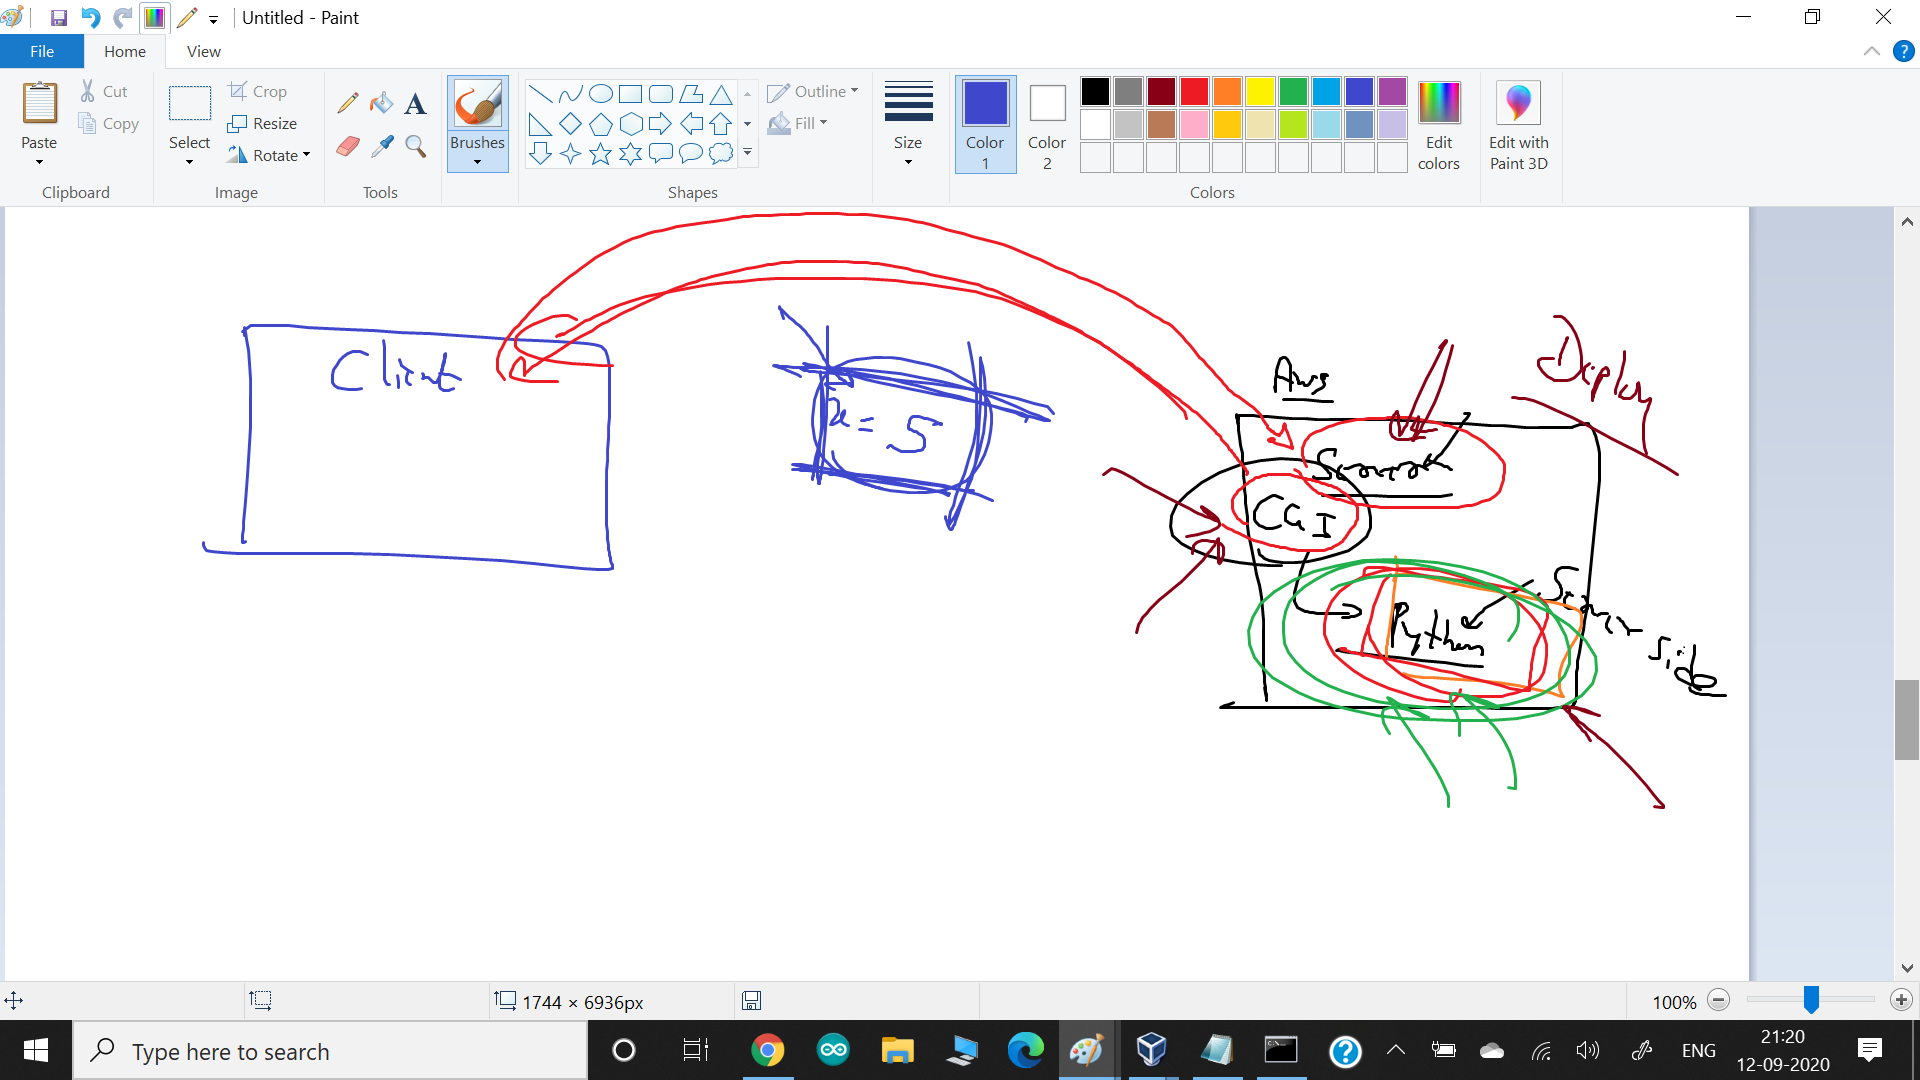 Untitled - Paint
File
Home
View
Paste
Cut
Copy
Clipboard
Select
Crop
Resize
Rotate
Image
Tools
Brushes
Shapes
Outline
Fill
Size
Color
1
Color
2
Colors
Edit
colors
Edit with
Paint 3D
Client
= 5
Aws
Deploy
CGI
Python
Server side
1744 × 6936px
100%
Type here to search
ENG
21:20
12-09-2020